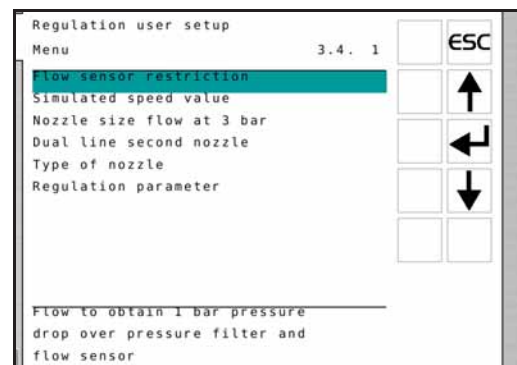 Regulation user setup
Menu 3.4. 1
Flow sensor restriction
Simulated speed value
Nozzle size flow at 3 bar
Dual line second nozzle
Type of nozzle
Regulation parameter
Flow to obtain 1 bar pressure
drop over pressure filter and
flow sensor
ESC